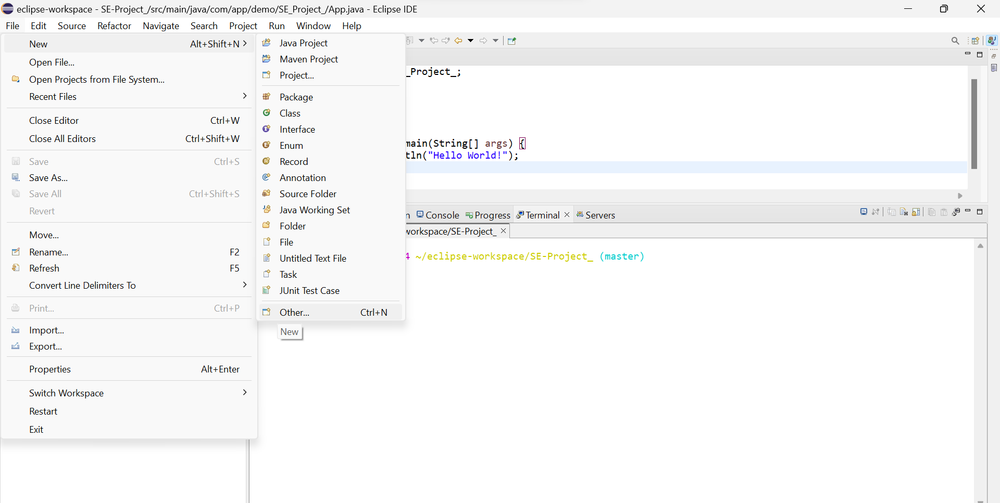 eclipse-workspace - SE-Project_/src/main/java/com/app/demo/SE_Project_/App.java - Eclipse IDE
File Edit Source Refactor Navigate Search Project Run Window Help
New Alt+Shift+N
Open File...
Open Projects from File System...
Recent Files
Close Editor Ctrl+W
Close All Editors Ctrl+Shift+W
Save Ctrl+S
Save As...
Save All Ctrl+Shift+S
Revert
Move...
Rename... F2
Refresh F5
Convert Line Delimiters To
Print... Ctrl+P
Import...
Export...
Properties Alt+Enter
Switch Workspace
Restart
Exit
Java Project
Maven Project
Project...
Package
Class
Interface
Enum
Record
Annotation
Source Folder
Java Working Set
Folder
File
Untitled Text File
Task
JUnit Test Case
Other... Ctrl+N
New
_Project_;
main(String[] args) {
tln("Hello World!");
n Console Progress Terminal Servers
workspace/SE-Project_
4 ~/eclipse-workspace/SE-Project_ (master)